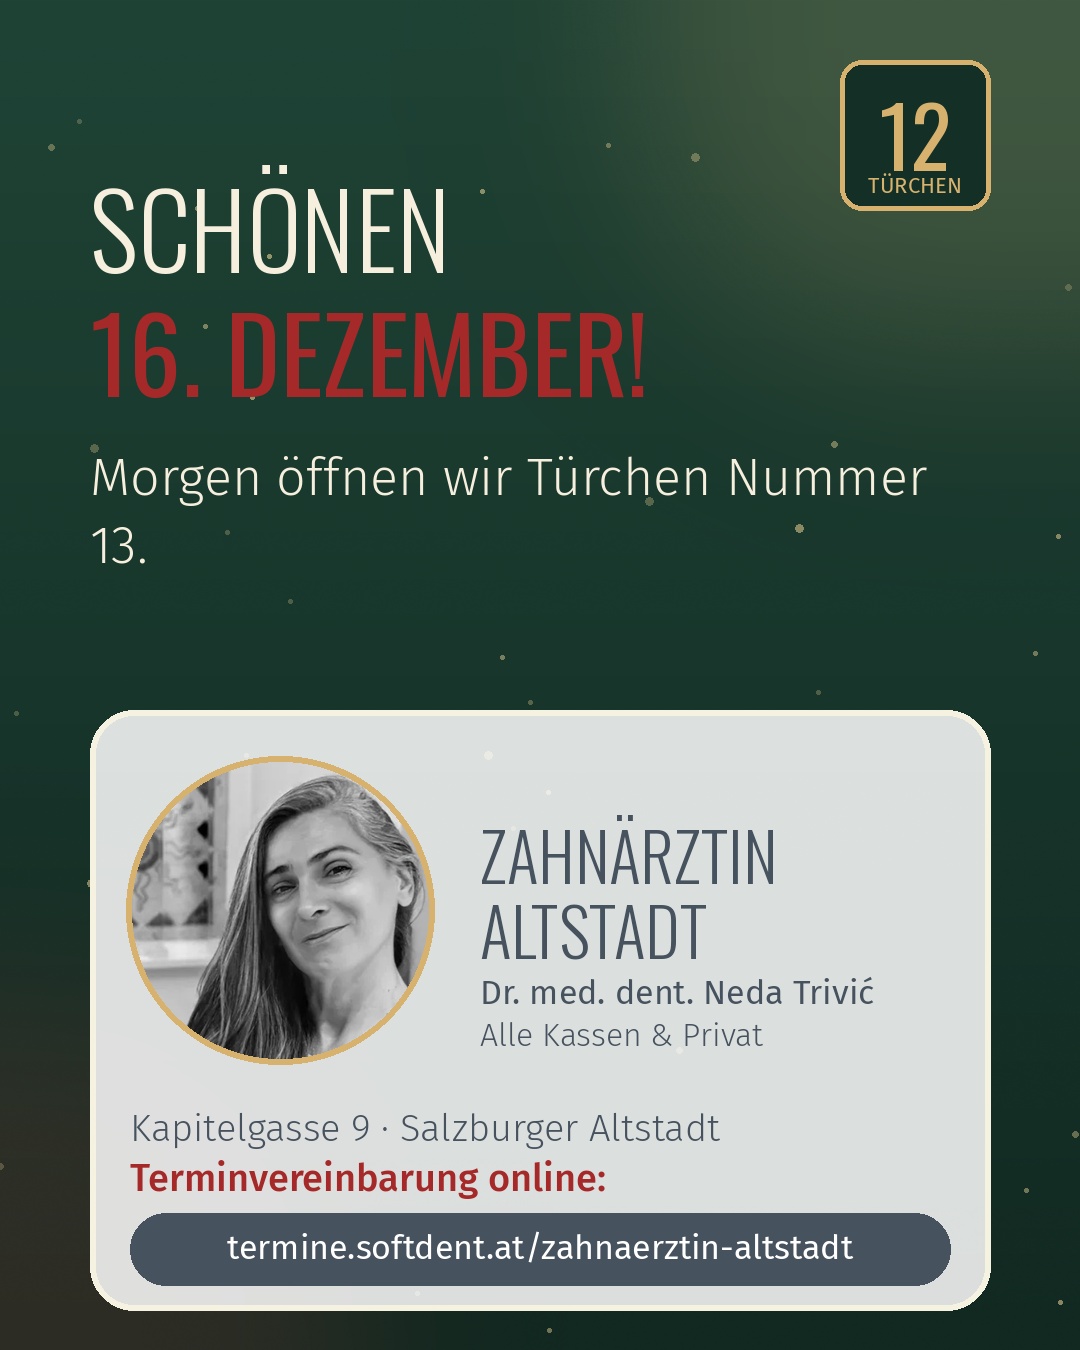 12
TÜRCHEN
SCHÖNEN
16. DEZEMBER!
Morgen öffnen wir Türchen Nummer
13.
ZAHNÄRZTIN
ALTSTADT
Dr. med. dent. Neda Trivić
Alle Kassen & Privat
Kapitelgasse 9 · Salzburger Altstadt
Terminvereinbarung online:
termine.softdent.at/zahnaerztin-altstadt